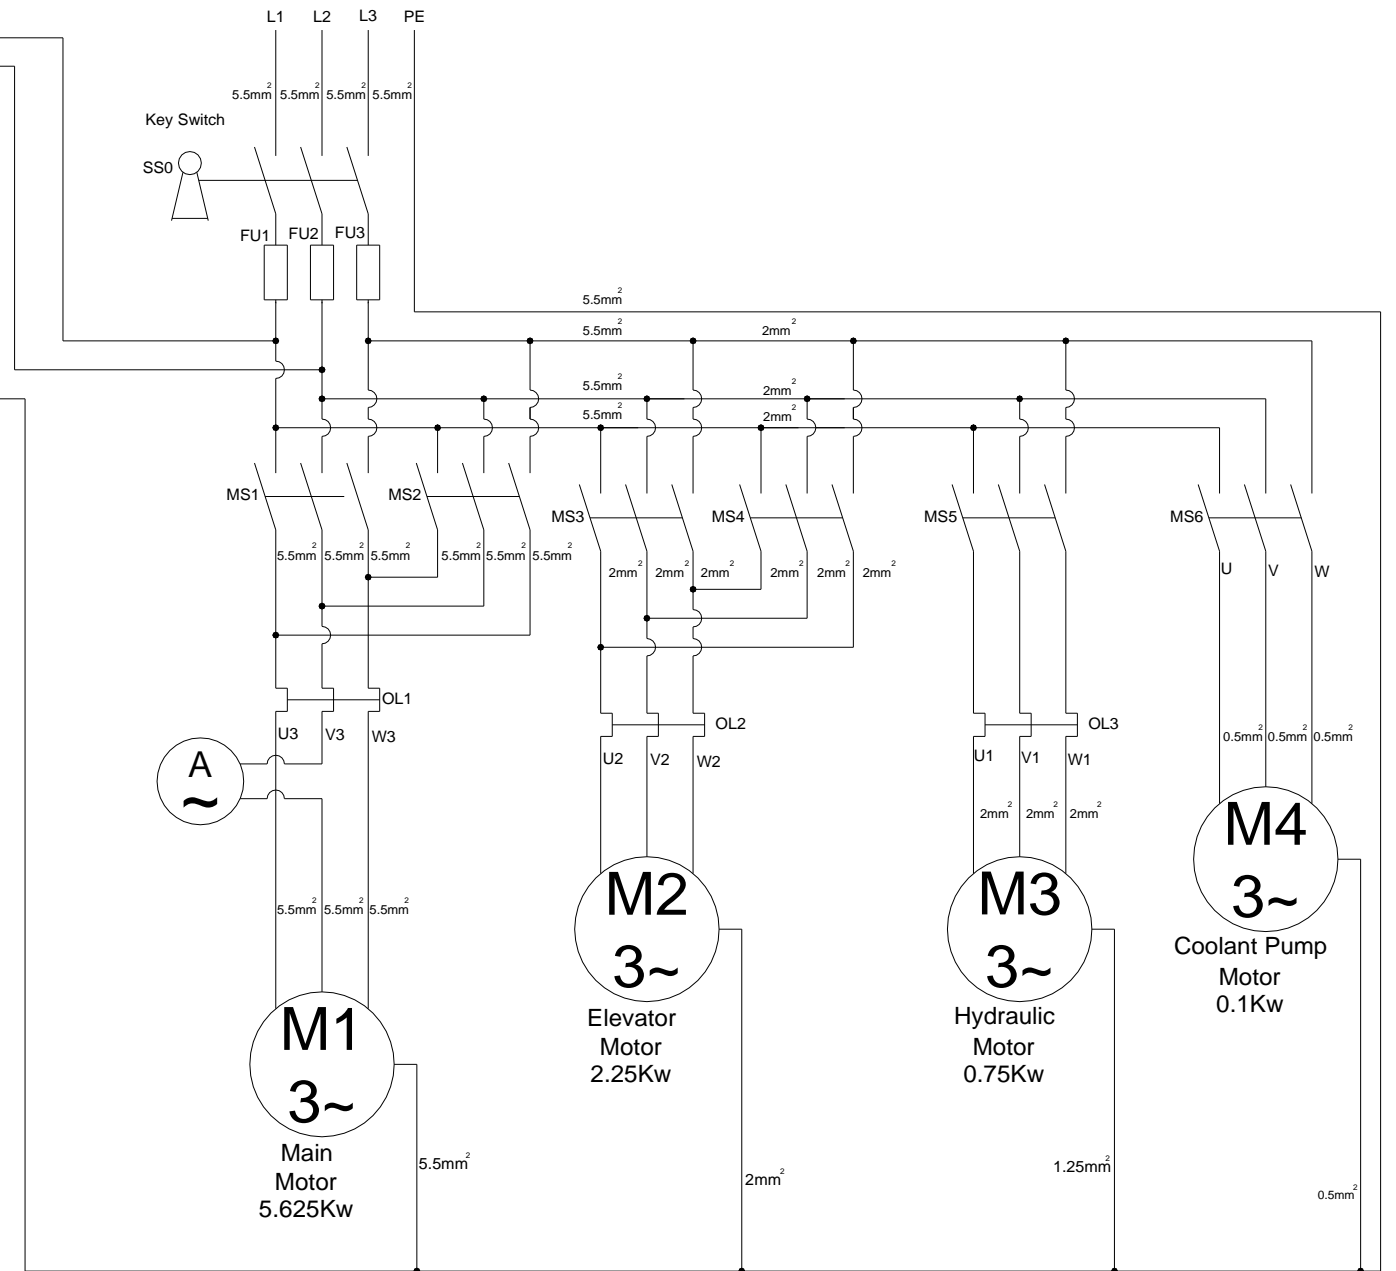 L1 L2 L3 PE
5.5mm² 5.5mm² 5.5mm² 5.5mm²
Key Switch
SS0
FU1 FU2 FU3
5.5mm²
5.5mm² 2mm²
5.5mm² 2mm²
5.5mm² 2mm²
MS1 MS2 MS3 MS4 MS5 MS6
5.5mm² 5.5mm² 5.5mm² 5.5mm² 5.5mm² 5.5mm²
2mm² 2mm² 2mm² 2mm² 2mm² 2mm²
U V W
OL1
OL2
OL3
U3 V3 W3
U2 V2 W2
U1 V1 W1
0.5mm² 0.5mm² 0.5mm²
A
~
2mm² 2mm² 2mm²
M4
3~
Coolant Pump
Motor
0.1Kw
M2
3~
Elevator
Motor
2.25Kw
M3
3~
Hydraulic
Motor
0.75Kw
5.5mm² 5.5mm² 5.5mm²
M1
3~
Main
Motor
5.625Kw
5.5mm²
2mm²
1.25mm²
0.5mm²